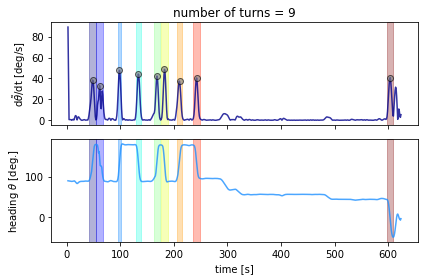 number of turns = 9
dθ̃/dt [deg/s]
80
60
40
20
0
heading θ [deg.]
100
0
0 100 200 300 400 500 600
time [s]